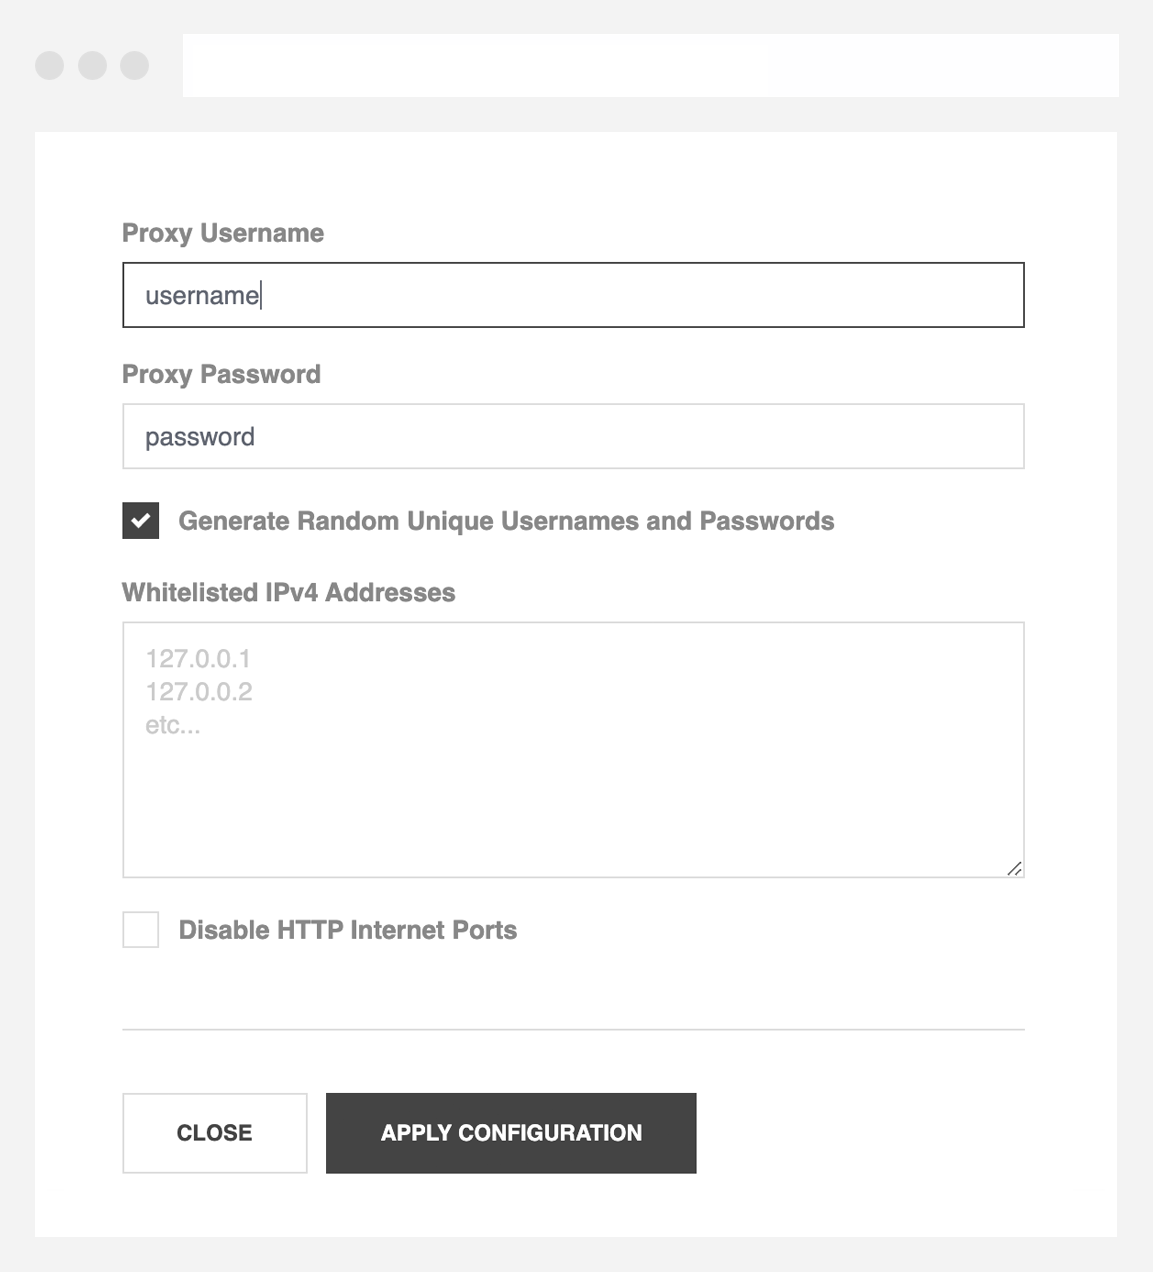 Proxy Username
username
Proxy Password
password
Generate Random Unique Usernames and Passwords
Whitelisted IPv4 Addresses
127.0.0.1
127.0.0.2
etc...
Disable HTTP Internet Ports
CLOSE
APPLY CONFIGURATION